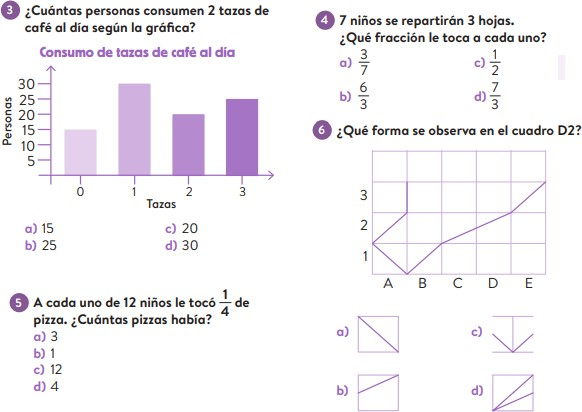 3 ¿Cuántas personas consumen 2 tazas de
café al día según la gráfica?
Consumo de tazas de café al día
Personas
30
25
20
15
10
5
0 1 2 3
Tazas
a) 15
b) 25
c) 20
d) 30
4 7 niños se repartirán 3 hojas.
¿Qué fracción le toca a cada uno?
a) 3/7
b) 6/3
c) 1/2
d) 7/3
5 A cada uno de 12 niños le tocó 1/4 de
pizza. ¿Cuántas pizzas había?
a) 3
b) 1
c) 12
d) 4
6 ¿Qué forma se observa en el cuadro D2?
3
2
1
A B C D E
a)
b)
c)
d)